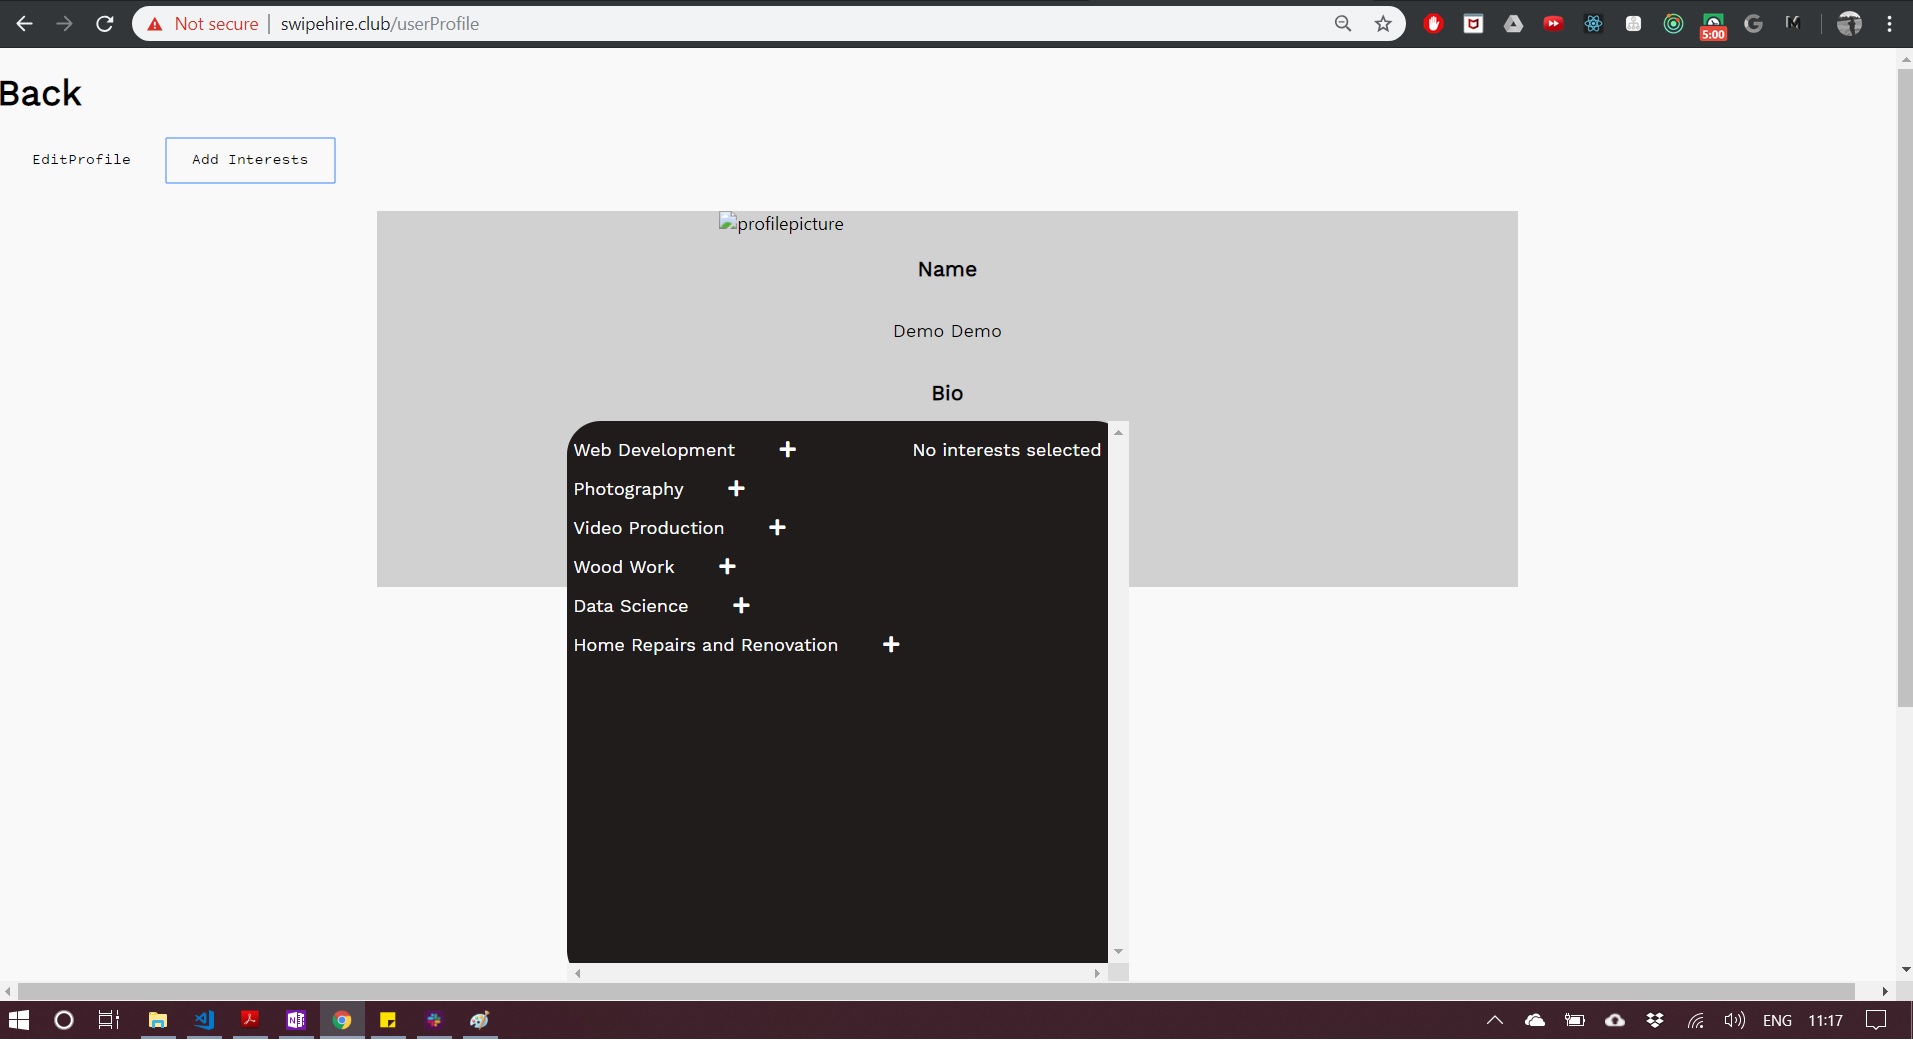 Not secure | swipehire.club/userProfile
5:00
Back
EditProfile Add Interests
profilepicture
Name
Demo Demo
Bio
Web Development + No interests selected
Photography +
Video Production +
Wood Work +
Data Science +
Home Repairs and Renovation +
ENG 11:17